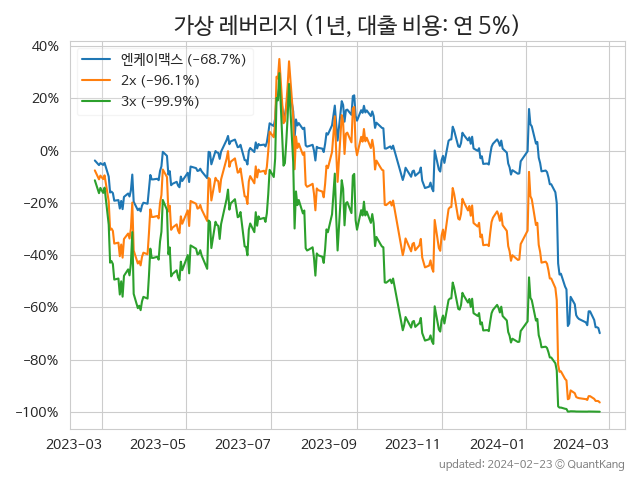 가상 레버리지 (1년, 대출 비용: 연 5%)
엔케이맥스 (−68.7%)
2x (−96.1%)
3x (−99.9%)
40%
20%
0%
−20%
−40%
−60%
−80%
−100%
2023-03 2023-05 2023-07 2023-09 2023-11 2024-01 2024-03
updated: 2024-02-23 ⓒ QuantKang